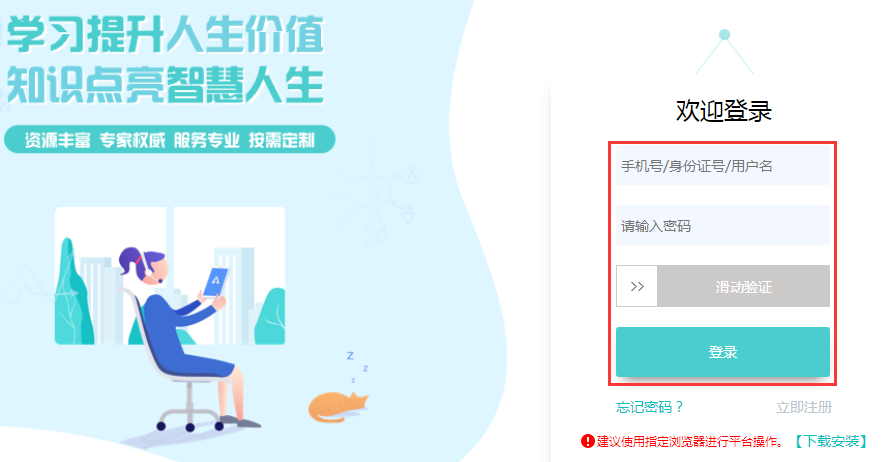 学习提升人生价值
知识点亮智慧人生
资源丰富 专家权威 服务专业 按需定制
欢迎登录
手机号/身份证号/用户名
请输入密码
>> 滑动验证
登录
忘记密码？ 立即注册
建议使用指定浏览器进行平台操作。【下载安装】
z
z
z